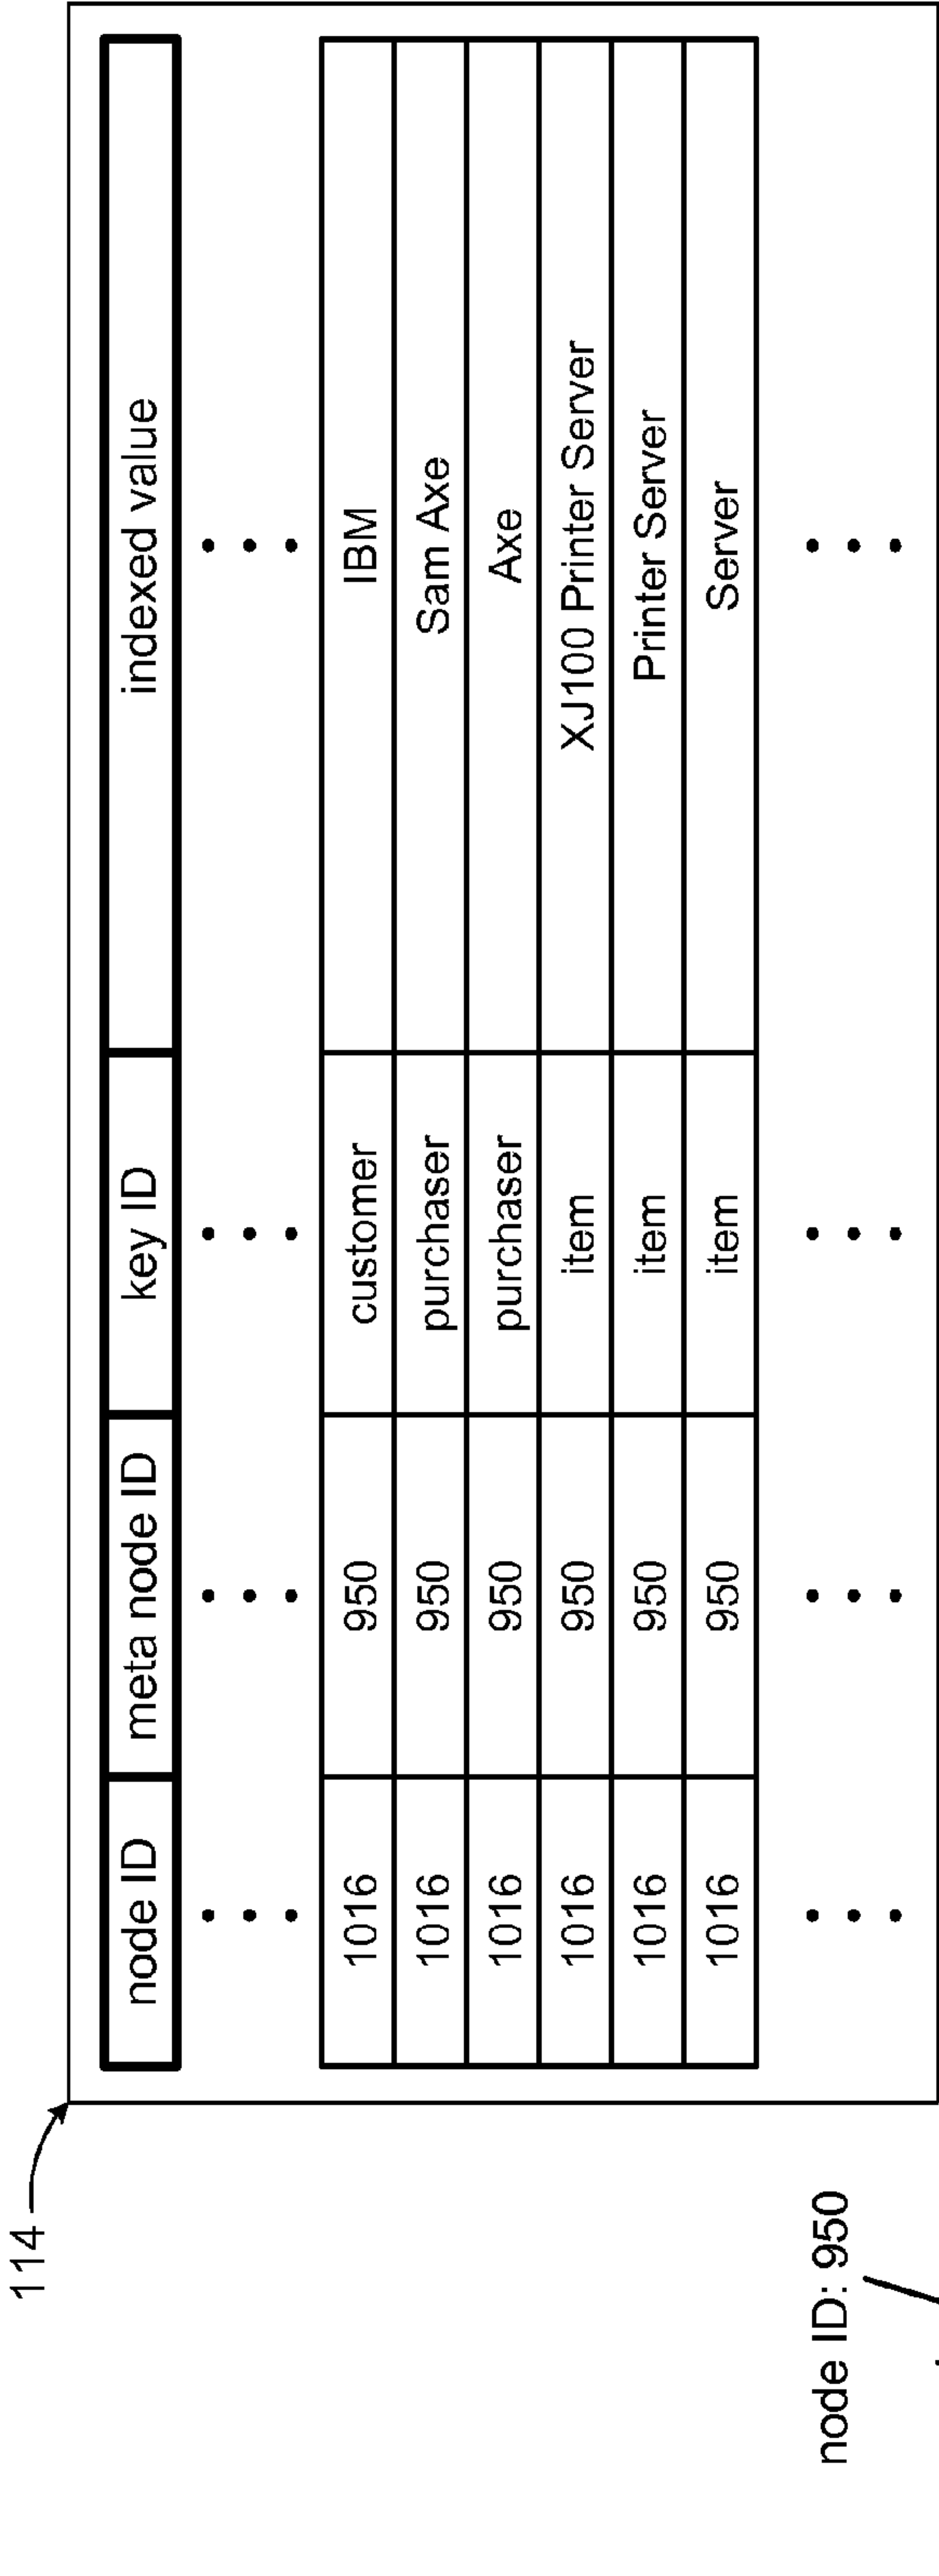 114
node ID meta node ID key ID indexed value
1016 950 customer IBM
1016 950 purchaser Sam Axe
1016 950 purchaser Axe
1016 950 item XJ100 Printer Server
1016 950 item Printer Server
1016 950 item Server
node ID: 950